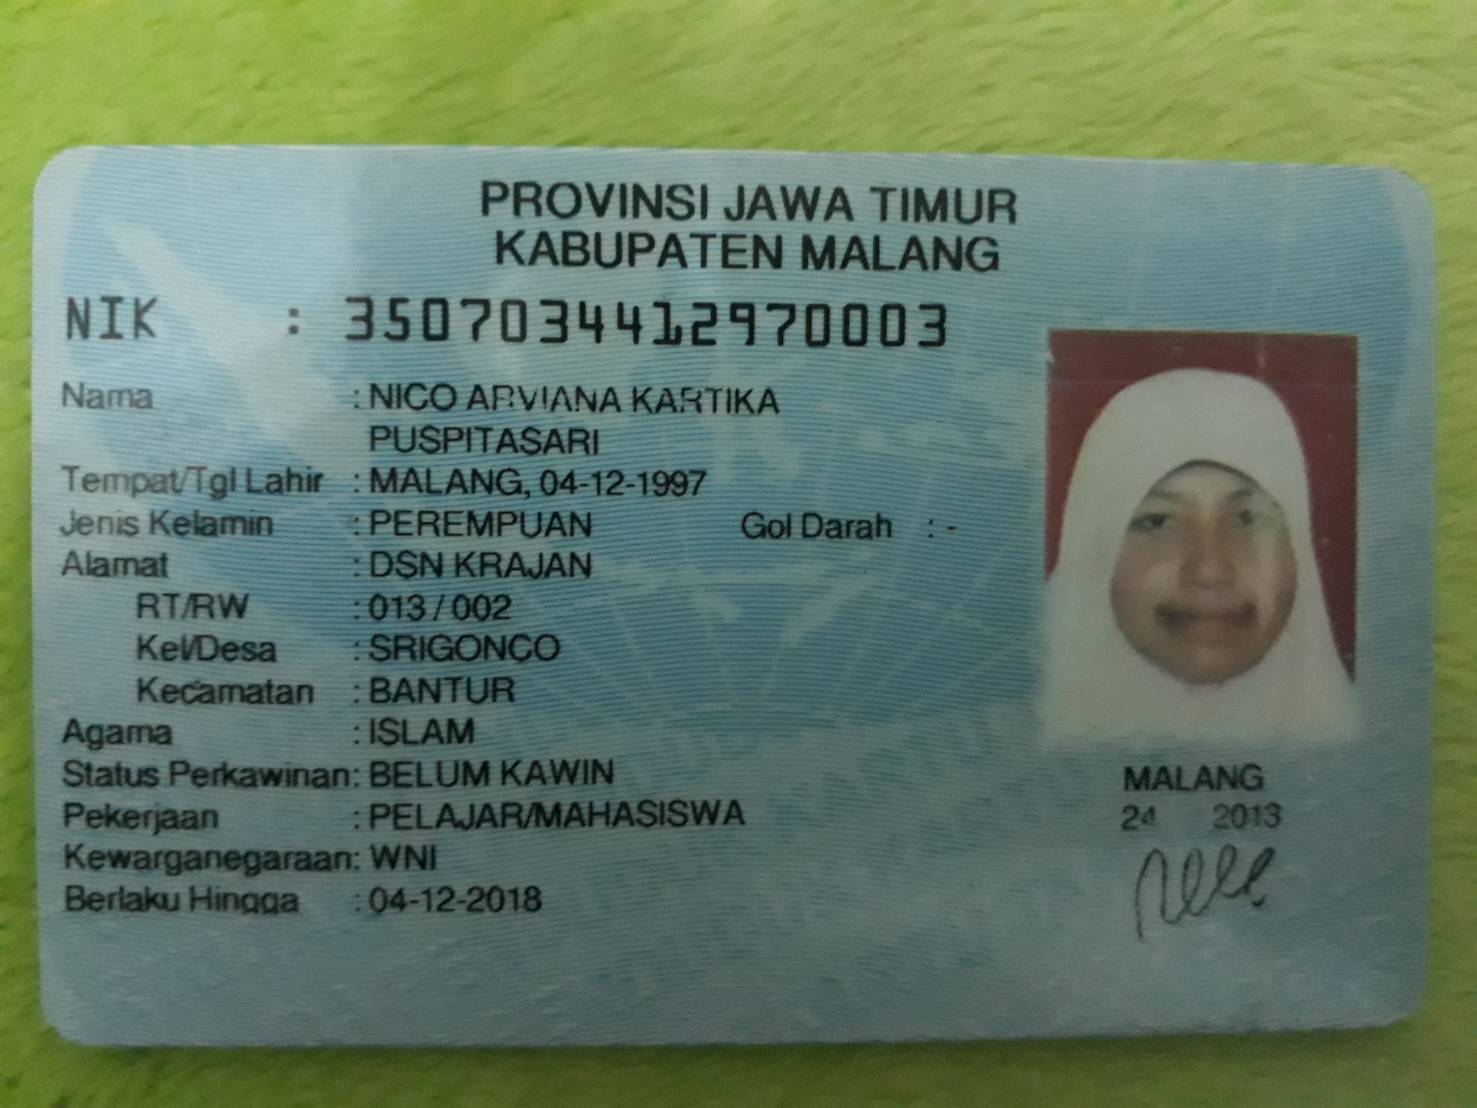 PROVINSI JAWA TIMUR
KABUPATEN MALANG
NIK : 3507034412970003
Nama : NICO ARVIANA KARTIKA
PUSPITASARI
Tempat/Tgl Lahir : MALANG, 04-12-1997
Jenis Kelamin : PEREMPUAN Gol Darah : -
Alamat : DSN KRAJAN
RT/RW : 013 / 002
Kel/Desa : SRIGONCO
Kecamatan : BANTUR
Agama : ISLAM
Status Perkawinan: BELUM KAWIN
Pekerjaan : PELAJAR/MAHASISWA
Kewarganegaraan: WNI
Berlaku Hingga : 04-12-2018
MALANG
2013